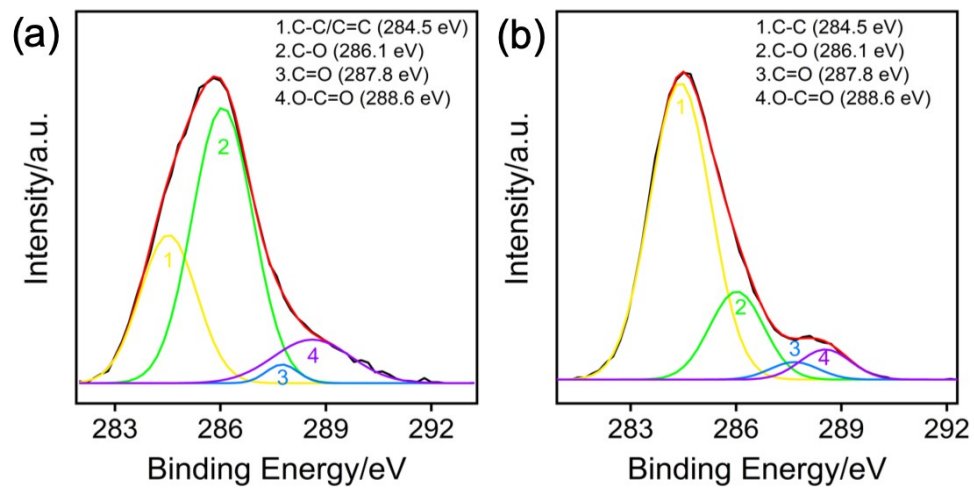 (a)
1.C-C/C=C (284.5 eV)
2.C-O (286.1 eV)
3.C=O (287.8 eV)
4.O-C=O (288.6 eV)
Intensity/a.u.
1
2
3
4
283 286 289 292
Binding Energy/eV
(b)
1.C-C (284.5 eV)
2.C-O (286.1 eV)
3.C=O (287.8 eV)
4.O-C=O (288.6 eV)
Intensity/a.u.
1
2
3
4
283 286 289 292
Binding Energy/eV